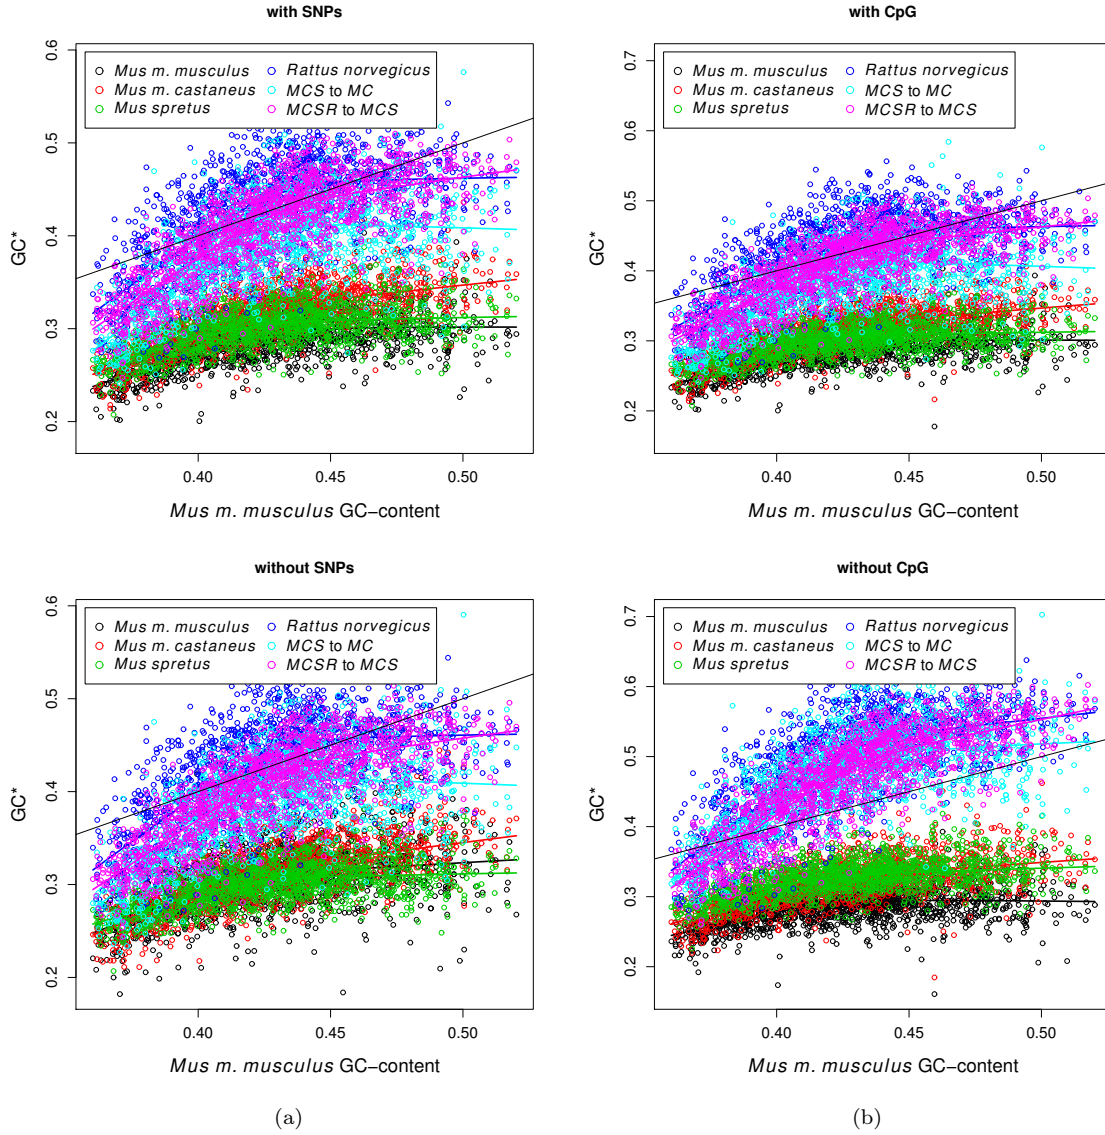 with SNPs
0.6
0.5
0.4
0.3
0.2
GC*
Mus m. musculus
Mus m. castaneus
Mus spretus
Rattus norvegicus
MCS to MC
MCSR to MCS
0.40 0.45 0.50
Mus m. musculus GC−content
with CpG
0.7
0.6
0.5
0.4
0.3
0.2
GC*
Mus m. musculus
Mus m. castaneus
Mus spretus
Rattus norvegicus
MCS to MC
MCSR to MCS
0.40 0.45 0.50
Mus m. musculus GC−content
without SNPs
0.6
0.5
0.4
0.3
0.2
GC*
Mus m. musculus
Mus m. castaneus
Mus spretus
Rattus norvegicus
MCS to MC
MCSR to MCS
0.40 0.45 0.50
Mus m. musculus GC−content
without CpG
0.7
0.6
0.5
0.4
0.3
0.2
GC*
Mus m. musculus
Mus m. castaneus
Mus spretus
Rattus norvegicus
MCS to MC
MCSR to MCS
0.40 0.45 0.50
Mus m. musculus GC−content
(a)
(b)